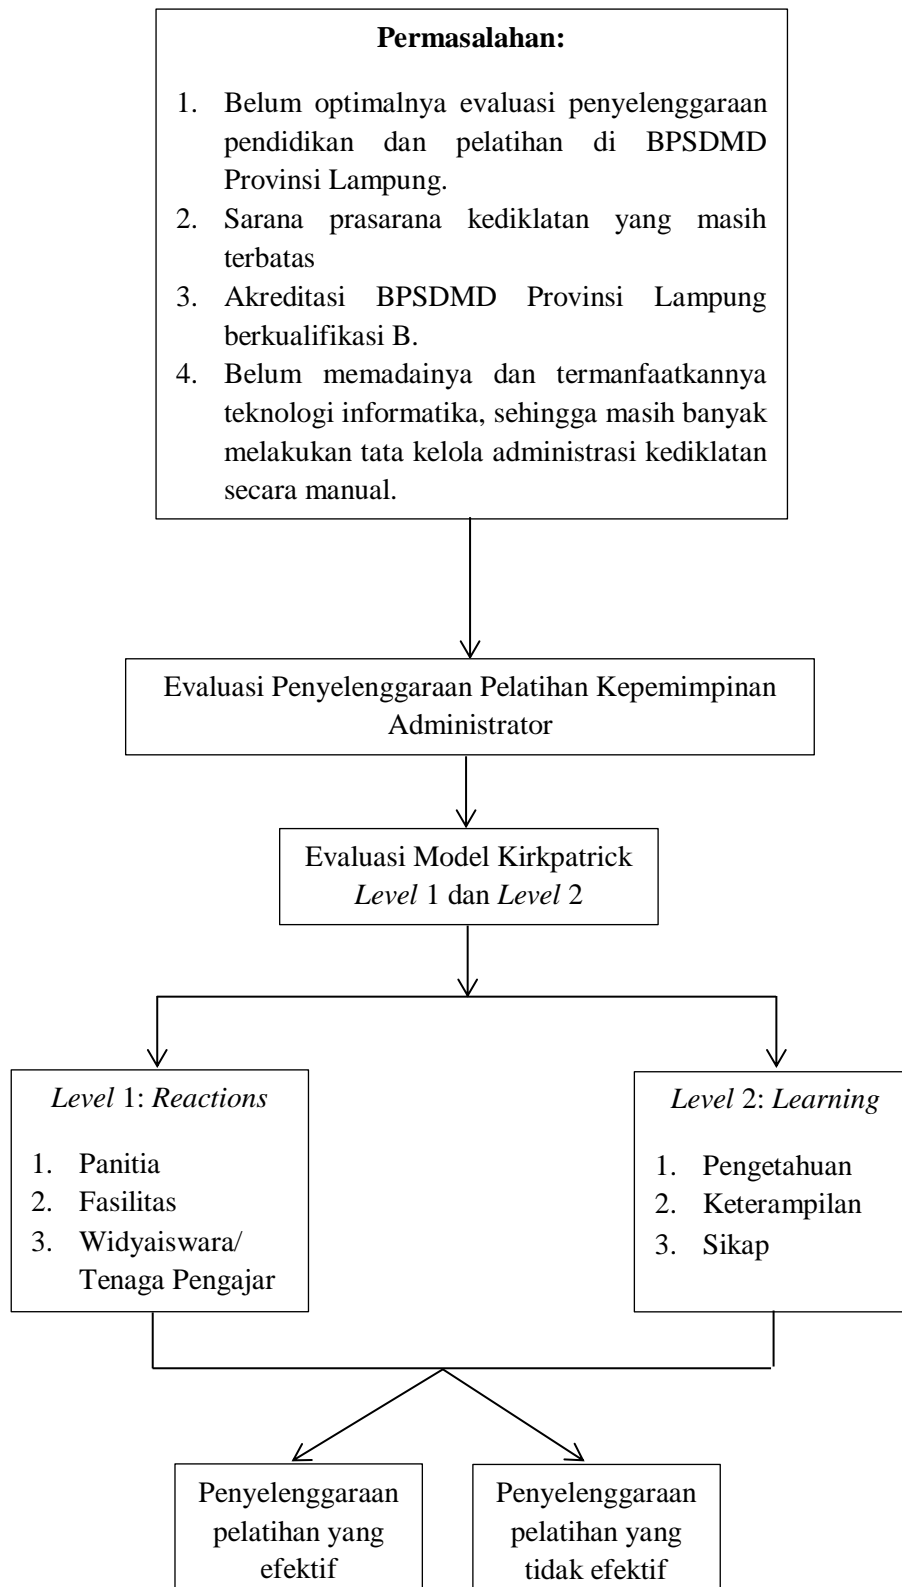 Permasalahan:
1. Belum optimalnya evaluasi penyelenggaraan
pendidikan dan pelatihan di BPSDMD
Provinsi Lampung.
2. Sarana prasarana kediklatan yang masih
terbatas
3. Akreditasi BPSDMD Provinsi Lampung
berkualifikasi B.
4. Belum memadainya dan termanfaatkannya
teknologi informatika, sehingga masih banyak
melakukan tata kelola administrasi kediklatan
secara manual.
Evaluasi Penyelenggaraan Pelatihan Kepemimpinan
Administrator
Evaluasi Model Kirkpatrick
Level 1 dan Level 2
Level 1: Reactions
1. Panitia
2. Fasilitas
3. Widyaiswara/
Tenaga Pengajar
Level 2: Learning
1. Pengetahuan
2. Keterampilan
3. Sikap
Penyelenggaraan
pelatihan yang
efektif
Penyelenggaraan
pelatihan yang
tidak efektif